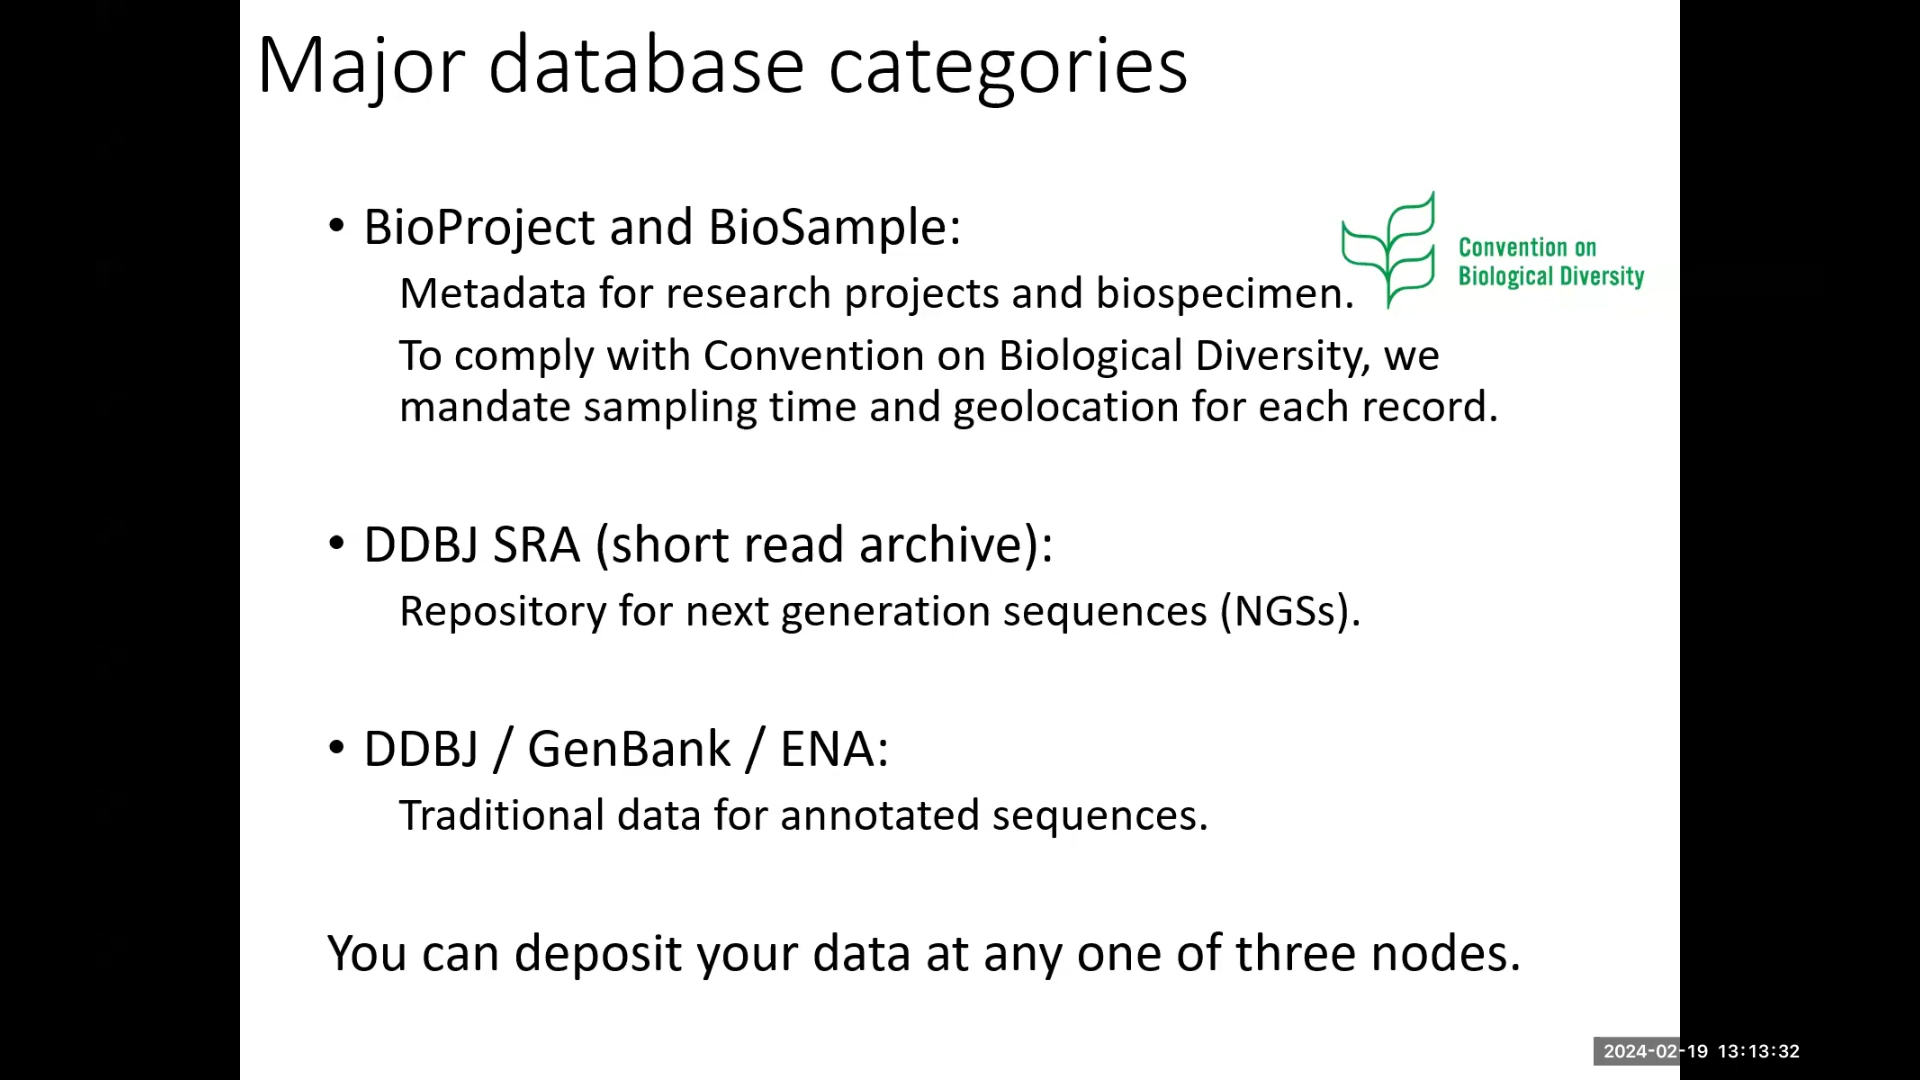 Major database categories
• BioProject and BioSample:
Metadata for research projects and biospecimen.
Convention on
Biological Diversity
To comply with Convention on Biological Diversity, we
mandate sampling time and geolocation for each record.
• DDBJ SRA (short read archive):
Repository for next generation sequences (NGSs).
• DDBJ / GenBank / ENA:
Traditional data for annotated sequences.
You can deposit your data at any one of three nodes.
2024-02-19 13:13:32